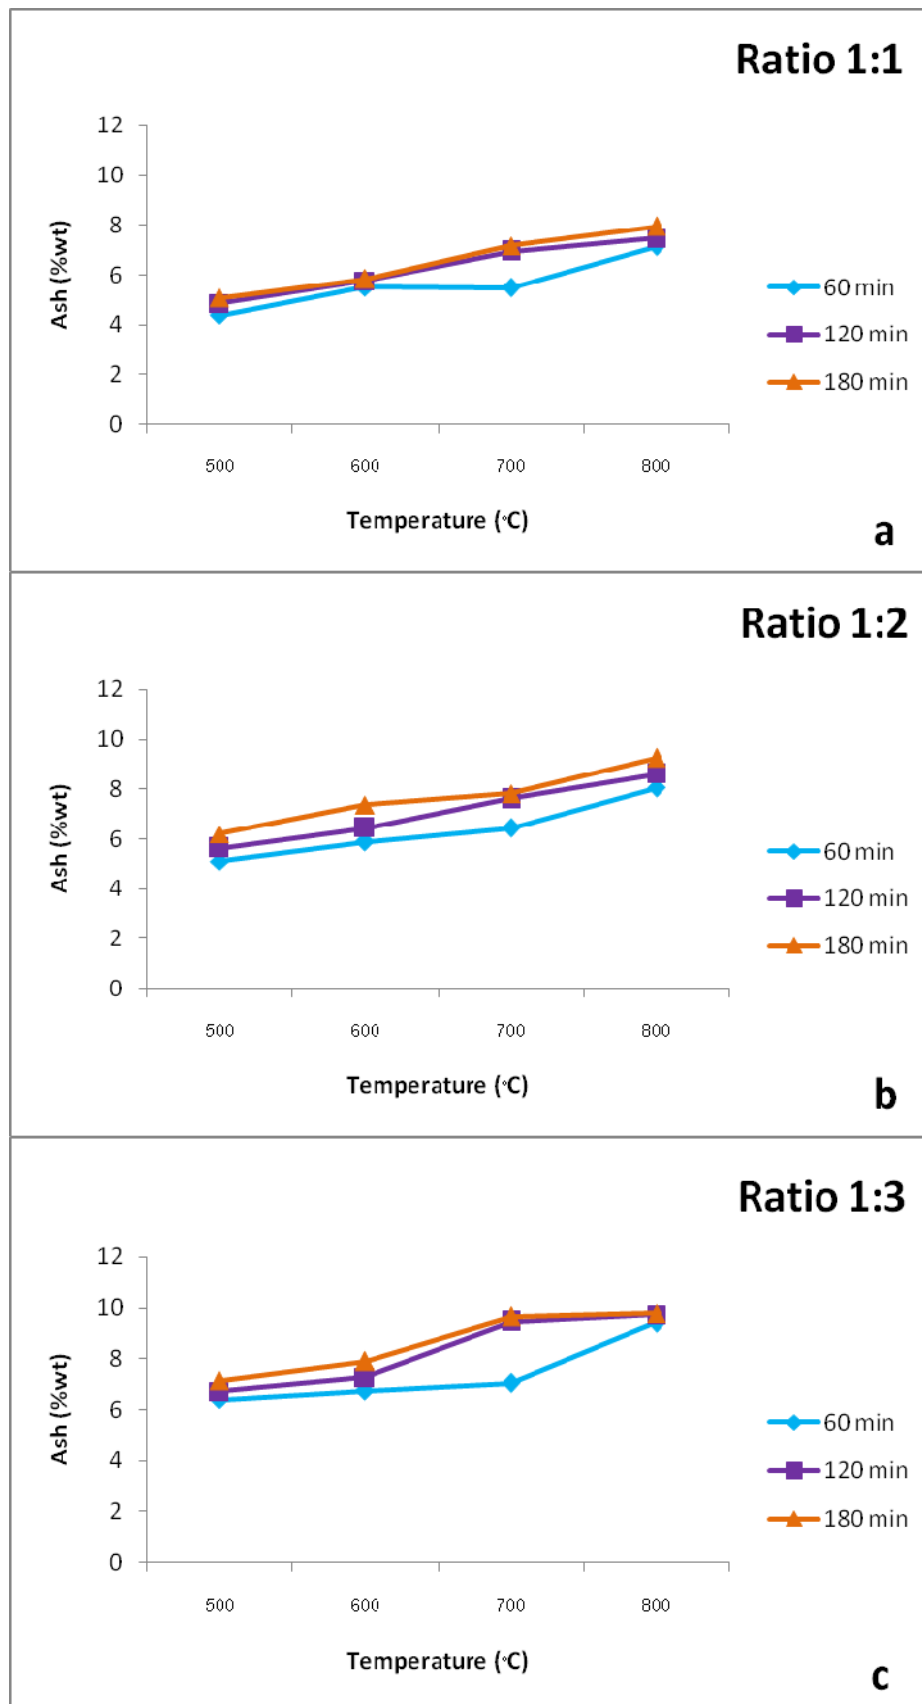 Ratio 1:1
12
10
8
6
4
2
0
Ash (%wt)
500 600 700 800
Temperature (°C)
60 min
120 min
180 min
a
Ratio 1:2
12
10
8
6
4
2
0
Ash (%wt)
500 600 700 800
Temperature (°C)
60 min
120 min
180 min
b
Ratio 1:3
12
10
8
6
4
2
0
Ash (%wt)
500 600 700 800
Temperature (°C)
60 min
120 min
180 min
c